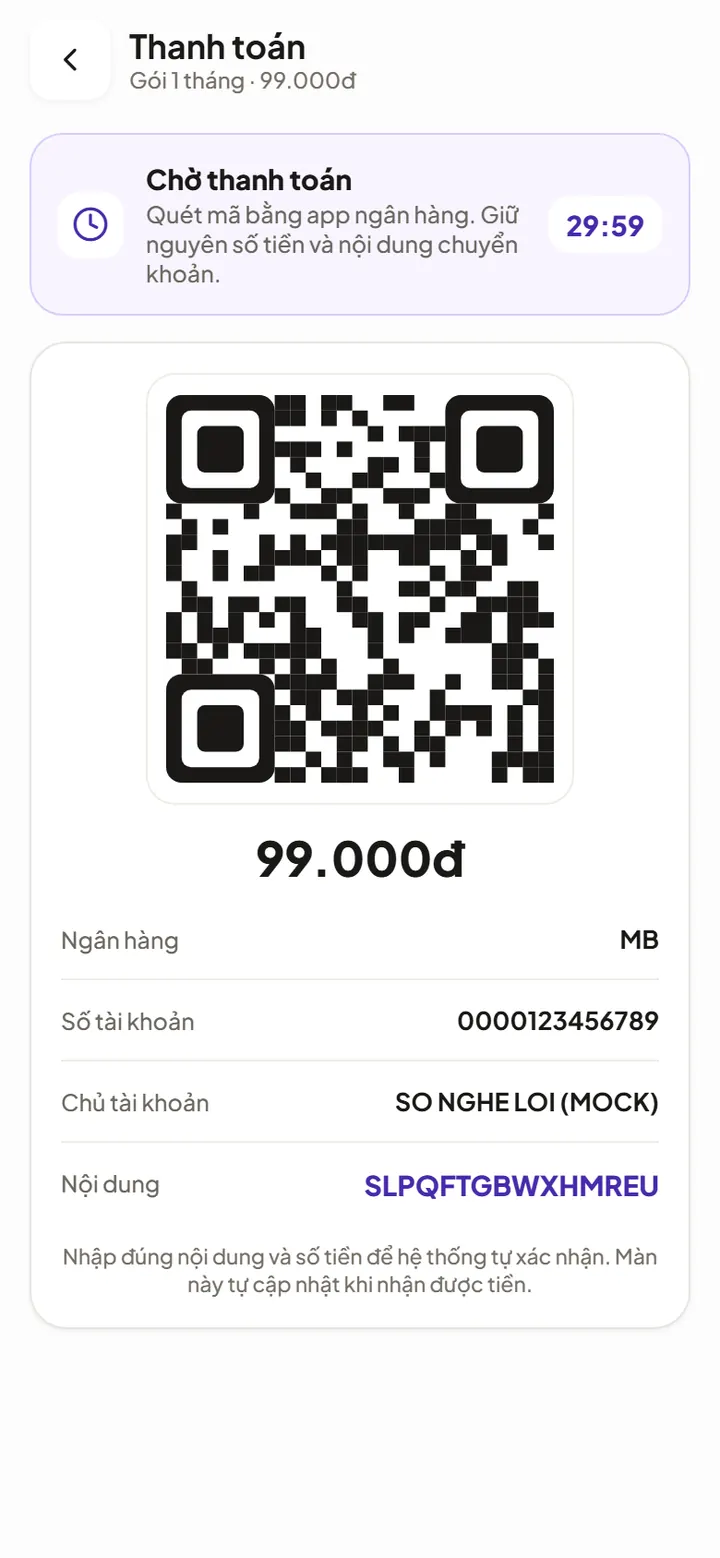 Thanh toán
Gói 1 tháng · 99.000đ
Chờ thanh toán
Quét mã bằng app ngân hàng. Giữ
nguyên số tiền và nội dung chuyển
khoản.
29:59
99.000đ
Ngân hàng
MB
Số tài khoản
0000123456789
Chủ tài khoản
SO NGHE LOI (MOCK)
Nội dung
SLPQFTGBWXHMREU
Nhập đúng nội dung và số tiền để hệ thống tự xác nhận. Màn
này tự cập nhật khi nhận được tiền.